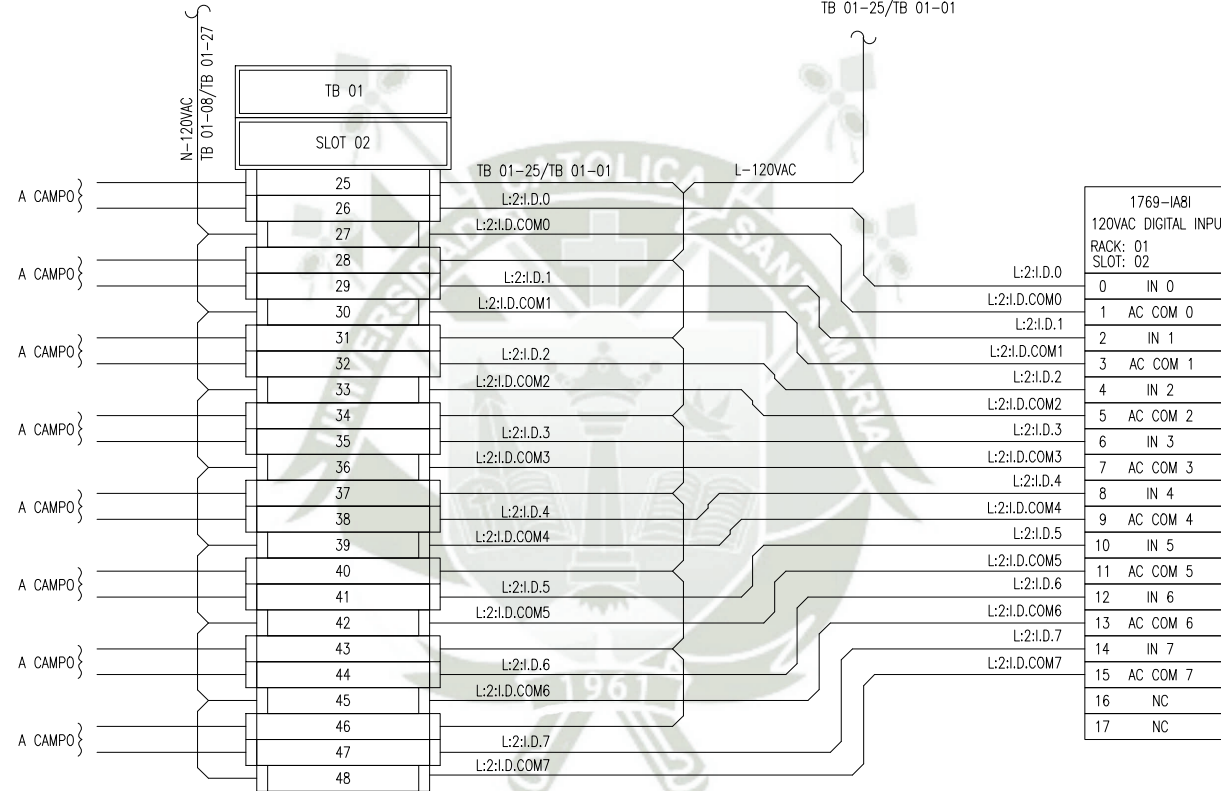 TB 01-25/TB 01-01
N-120VAC
TB 01-08/TB 01-27
TB 01
SLOT 02
TB 01-25/TB 01-01
L-120VAC
A CAMPO
A CAMPO
A CAMPO
A CAMPO
A CAMPO
A CAMPO
A CAMPO
A CAMPO
25
26
27
28
29
30
31
32
33
34
35
36
37
38
39
40
41
42
43
44
45
46
47
48
L:2:I.D.0
L:2:I.D.COM0
L:2:I.D.1
L:2:I.D.COM1
L:2:I.D.2
L:2:I.D.COM2
L:2:I.D.3
L:2:I.D.COM3
L:2:I.D.4
L:2:I.D.COM4
L:2:I.D.5
L:2:I.D.COM5
L:2:I.D.6
L:2:I.D.COM6
L:2:I.D.7
L:2:I.D.COM7
L:2:I.D.0
L:2:I.D.COM0
L:2:I.D.1
L:2:I.D.COM1
L:2:I.D.2
L:2:I.D.COM2
L:2:I.D.3
L:2:I.D.COM3
L:2:I.D.4
L:2:I.D.COM4
L:2:I.D.5
L:2:I.D.COM5
L:2:I.D.6
L:2:I.D.COM6
L:2:I.D.7
L:2:I.D.COM7
1769-IA8I
120VAC DIGITAL INPU
RACK: 01
SLOT: 02
0 IN 0
1 AC COM 0
2 IN 1
3 AC COM 1
4 IN 2
5 AC COM 2
6 IN 3
7 AC COM 3
8 IN 4
9 AC COM 4
10 IN 5
11 AC COM 5
12 IN 6
13 AC COM 6
14 IN 7
15 AC COM 7
16 NC
17 NC
UNIVERSIDAD CATOLICA SANTA MARIA
1961